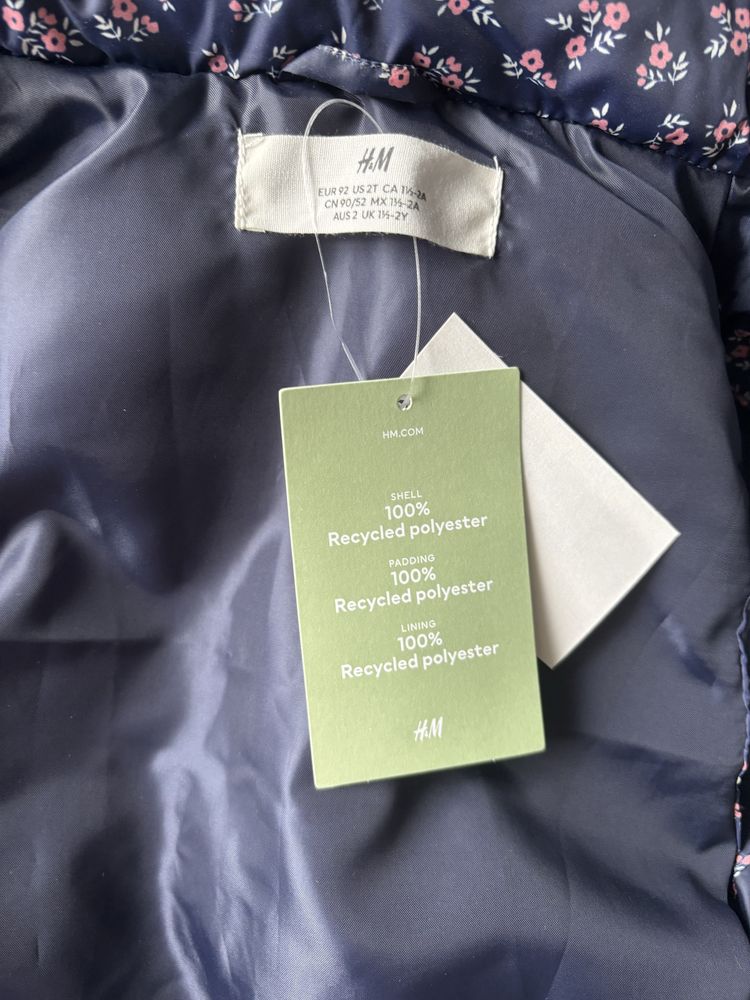 H&M
EUR 92 US 2T CA 1½-2A
CN 90/52 MX 1½-2A
AUS 2 UK 1½-2Y
HM.COM
SHELL
100%
Recycled polyester
PADDING
100%
Recycled polyester
LINING
100%
Recycled polyester
H&M